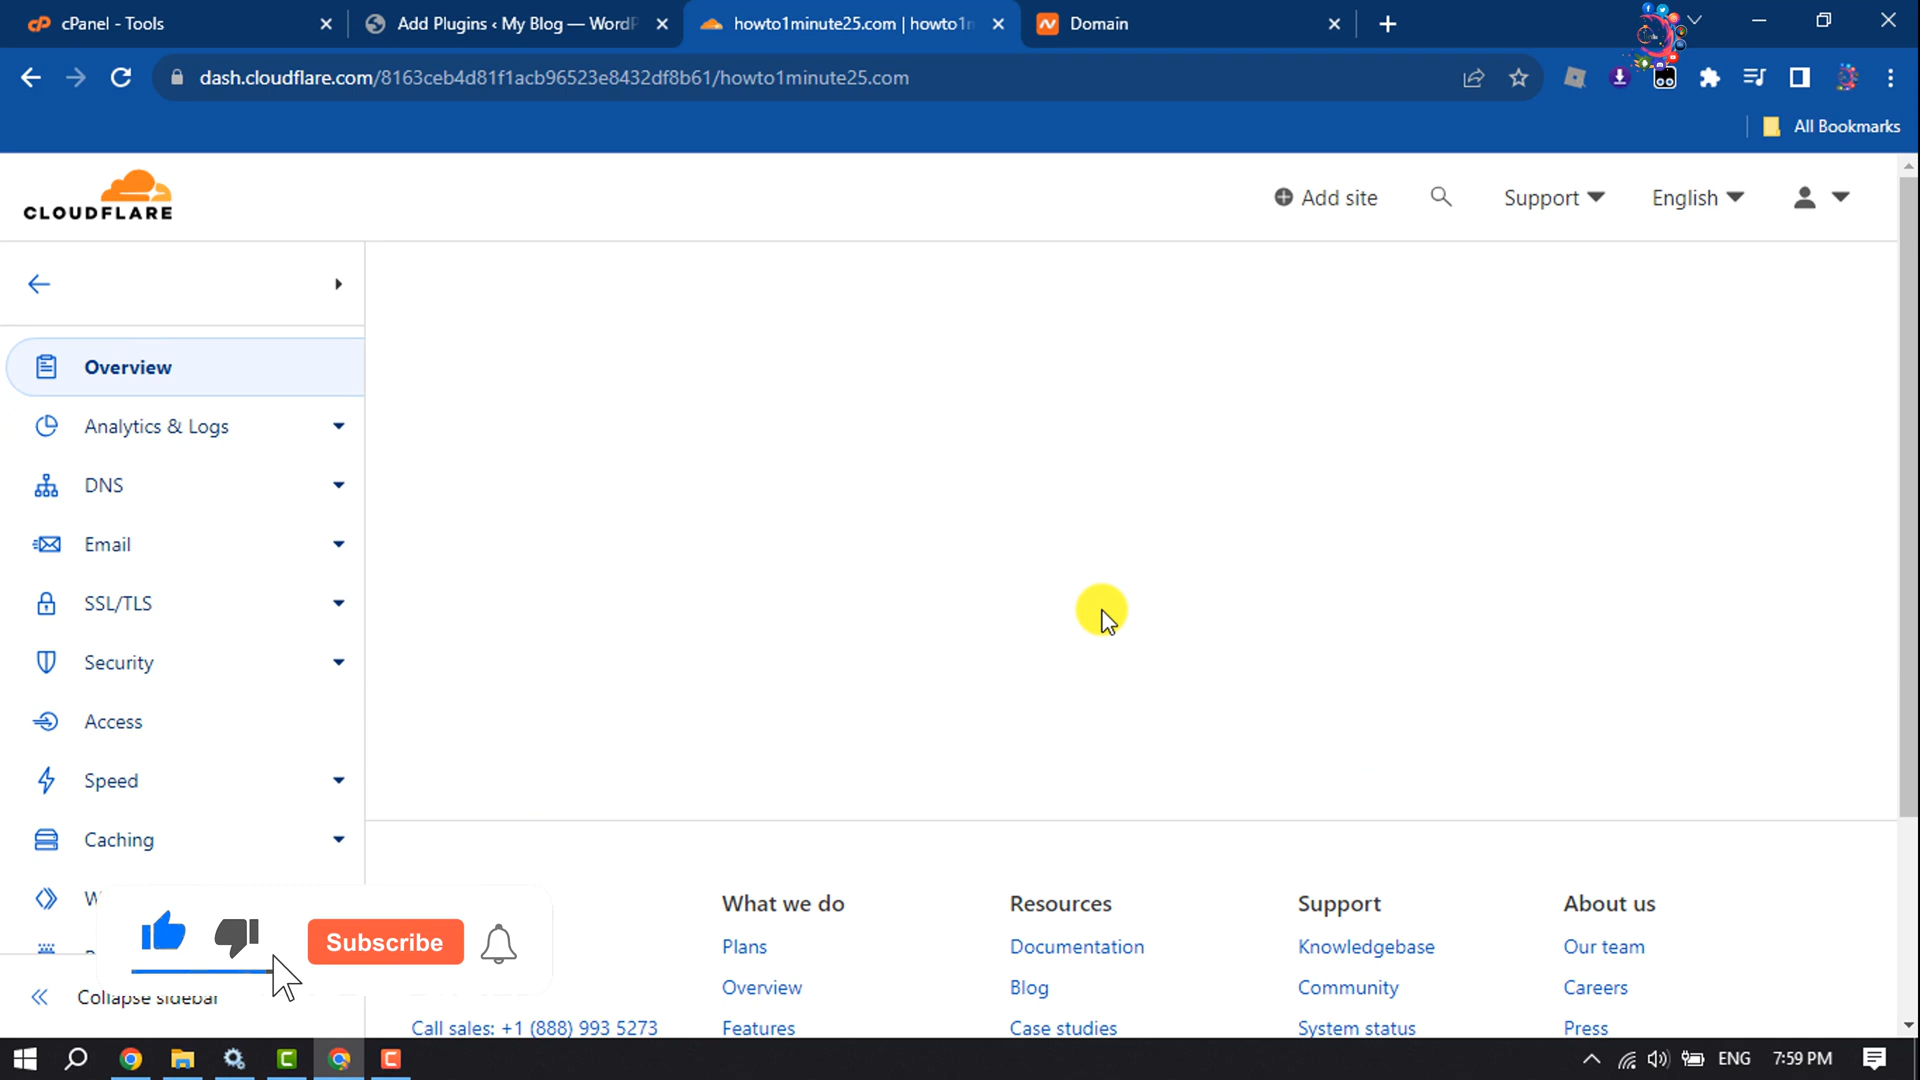 cPanel - Tools
Add Plugins ‹ My Blog — WordP
howto1minute25.com | howto1n
Domain
dash.cloudflare.com/8163ceb4d81f1acb96523e8432df8b61/howto1minute25.com
All Bookmarks
CLOUDFLARE
Add site
Support
English
Overview
Analytics & Logs
DNS
Email
SSL/TLS
Security
Access
Speed
Caching
W
Subscribe
Collapse sidebar
What we do
Plans
Overview
Features
Resources
Documentation
Blog
Case studies
Support
Knowledgebase
Community
System status
About us
Our team
Careers
Press
Call sales: +1 (888) 993 5273
ENG
7:59 PM